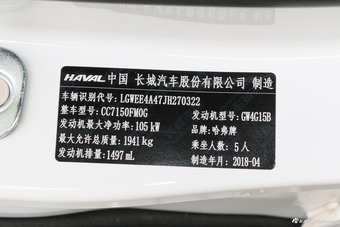 HAVAL 中国 长城汽车股份有限公司 制造
车辆识别代号: LGWEE4A47JH270322
整车型号: CC7150FM0G 发动机型号: GW4G15B
发动机最大净功率: 105 kW 品牌: 哈弗牌
最大允许总质量: 1941 kg 乘坐人数: 5 人
发动机排量: 1497 mL 制造年月: 2018-04